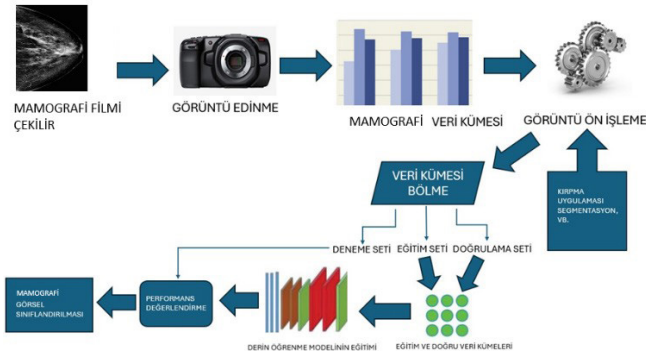 MAMOGRAFİ FİLMİ
ÇEKİLİR
GÖRÜNTÜ EDİNME
MAMOGRAFİ VERİ KÜMESİ
GÖRÜNTÜ ÖN İŞLEME
VERİ KÜMESİ
BÖLME
KIRPMA
UYGULAMASI
SEGMENTASYON,
VB.
DENEME SETİ
EĞİTİM SETİ
DOĞRULAMA SETİ
MAMOGRAFİ
GÖRSEL
SINIFLANDIRILMASI
PERFORMANS
DEĞERLENDİRME
DERİN ÖĞRENME MODELİNİN EĞİTİMİ
EĞİTİM VE DOĞRU VERİ KÜMELERİ